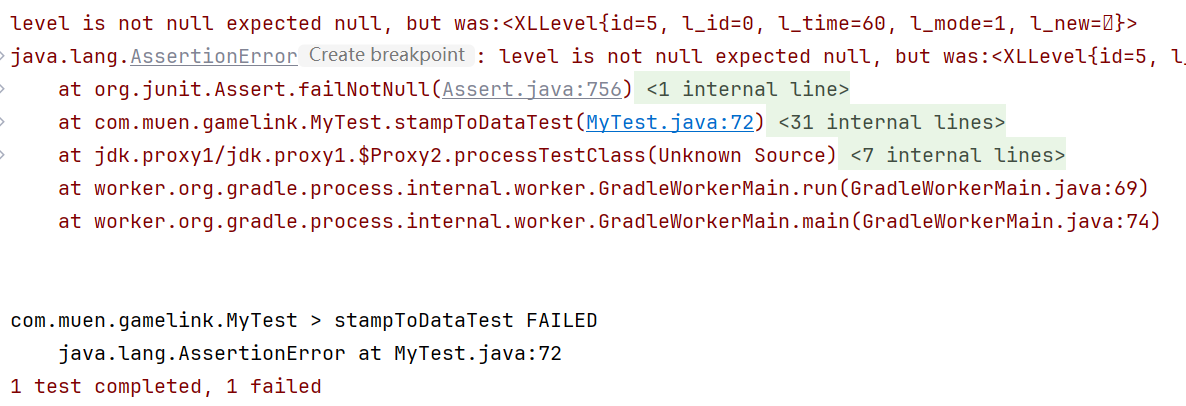 level is not null expected null, but was:<XLLevel{id=5, l_id=0, l_time=60, l_mode=1, l_new=}>
java.lang.AssertionError Create breakpoint : level is not null expected null, but was:<XLLevel{id=5, l_
at org.junit.Assert.failNotNull(Assert.java:756) <1 internal line>
at com.muen.gamelink.MyTest.stampToDataTest(MyTest.java:72) <31 internal lines>
at jdk.proxy1/jdk.proxy1.$Proxy2.processTestClass(Unknown Source) <7 internal lines>
at worker.org.gradle.process.internal.worker.GradleWorkerMain.run(GradleWorkerMain.java:69)
at worker.org.gradle.process.internal.worker.GradleWorkerMain.main(GradleWorkerMain.java:74)
com.muen.gamelink.MyTest > stampToDataTest FAILED
java.lang.AssertionError at MyTest.java:72
1 test completed, 1 failed